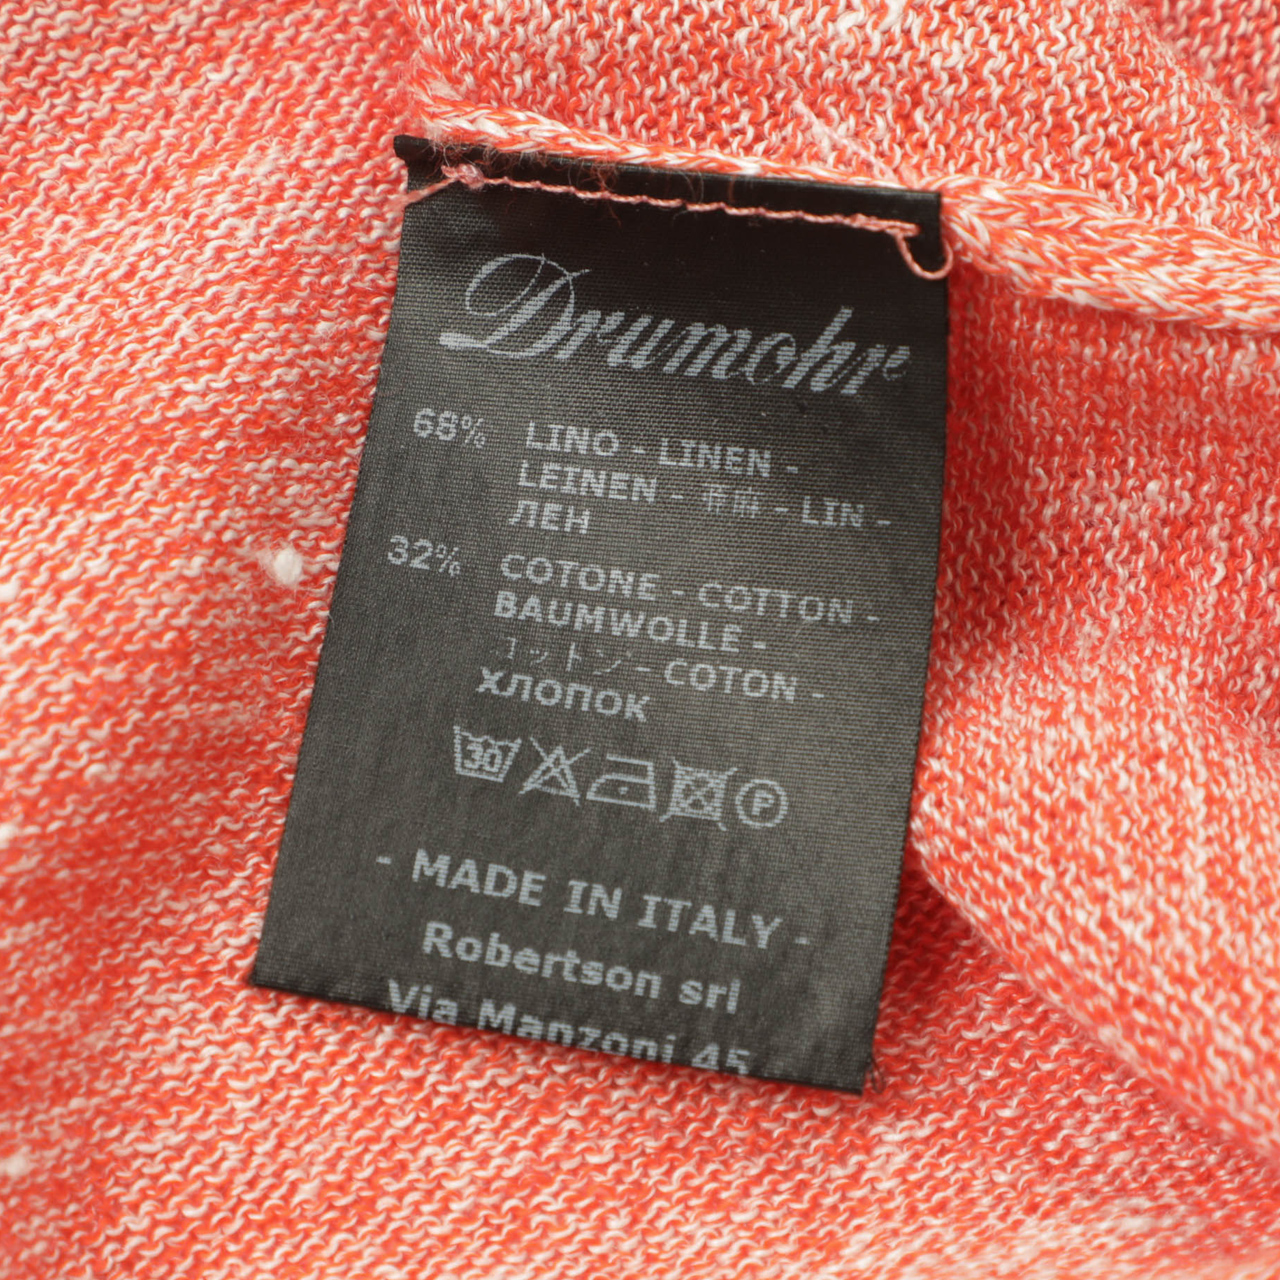 Drumohr
68% LINO - LINEN -
LEINEN - 亜麻 - LIN -
ЛЕН
32% COTONE - COTTON -
BAUMWOLLE -
コットン - COTON -
ХЛОПОК
30 P
- MADE IN ITALY -
Robertson srl
Via Manzoni 45